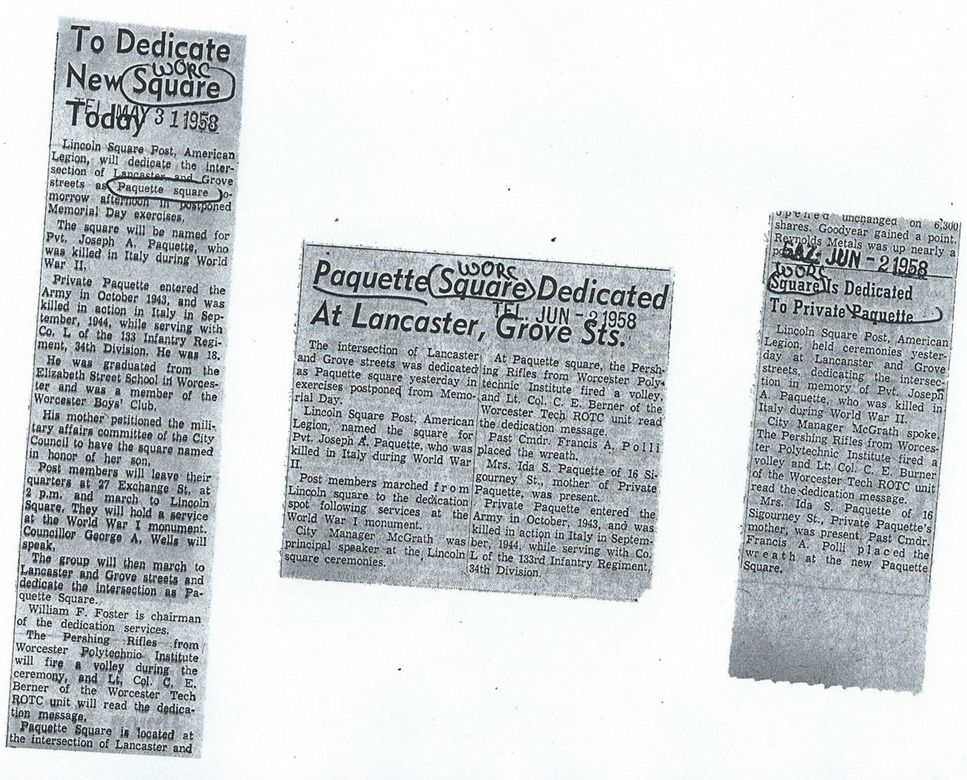 To Dedicate
WORC
New Square
Today
TEL. MAY 31 1958
Lincoln Square Post, American
Legion, will dedicate the inter-
section of Lancaster and Grove
streets as Paquette square to-
morrow afternoon in postponed
Memorial Day exercises.
The square will be named for
Pvt. Joseph A. Paquette, who
was killed in Italy during World
War II.
Private Paquette entered the
Army in October 1943, and was
killed in action in Italy in Sep-
tember, 1944, while serving with
Co. L of the 133 Infantry Regi-
ment, 34th Division. He was 18.
He was graduated from the
Elizabeth Street School in Worces-
ter and was a member of the
Worcester Boys' Club.
His mother petitioned the mili-
tary affairs committee of the City
Council to have the square named
in honor of her son.
Post members will leave their
quarters at 27 Exchange St. at
2 p.m. and march to Lincoln
Square. They will hold a service
at the World War I monument.
Councillor George A. Wells will
speak.
The group will then march to
Lancaster and Grove streets and
dedicate the intersection as Pa-
quette Square.
William F. Foster is chairman
of the dedication services.
The Pershing Rifles from
Worcester Polytechnic Institute
will fire a volley during the
ceremony, and Lt. Col. C. E.
Berner of the Worcester Tech
ROTC unit will read the dedica-
tion message.
Paquette Square is located at
the intersection of Lancaster and
WORC
Paquette Square Dedicated
TEL. JUN - 2 1958
At Lancaster, Grove Sts.
The intersection of Lancaster
and Grove streets was dedicated
as Paquette square yesterday in
exercises postponed from Memo-
rial Day.
Lincoln Square Post, American
Legion, named the square for
Pvt. Joseph A. Paquette, who was
killed in Italy during World War
II.
Post members marched from
Lincoln square to the dedication
spot following services at the
World War I monument.
City Manager McGrath was
principal speaker at the Lincoln
square ceremonies.
At Paquette square, the Persh-
ing Rifles from Worcester Poly-
technic Institute fired a volley,
and Lt. Col. C. E. Berner of the
Worcester Tech ROTC unit read
the dedication message.
Past Cmdr. Francis A. Polli
placed the wreath.
Mrs. Ida S. Paquette of 16 Si-
gourney St., mother of Private
Paquette, was present.
Private Paquette entered the
Army in October, 1943, and was
killed in action in Italy in Septem-
ber, 1944, while serving with Co.
L of the 133rd Infantry Regiment,
34th Division.
opened unchanged on 6,300
shares. Goodyear gained a point.
Reynolds Metals was up nearly a
GAZ. JUN - 2 1958
WORC
Square Is Dedicated
To Private Paquette
Lincoln Square Post, American
Legion, held ceremonies yester-
day at Lancanster and Grove
streets, dedicating the intersec-
tion in memory of Pvt. Joseph
A. Paquette, who was killed in
Italy during World War II.
City Manager McGrath spoke.
The Pershing Rifles from Worces-
ter Polytechnic Institute fired a
volley and Lt. Col. C. E. Burner
of the Worcester Tech ROTC unit
read the dedication message.
Mrs. Ida S. Paquette, of 16
Sigourney St., Private Paquette's
mother, was present. Past Cmdr.
Francis A. Polli placed the
wreath at the new Paquette
Square.